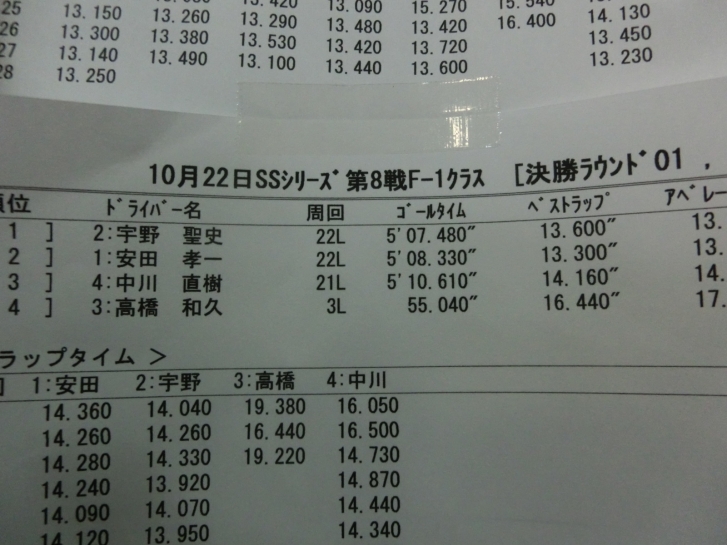 25 13.150 13.260 13.420 13.090 15.270 15.540
26 13.300 13.380 13.290 13.480 13.420 16.400 14.130
27 13.140 13.490 13.530 13.420 13.720 13.450
28 13.250 13.100 13.440 13.600 13.230
10月22日SSシリーズ 第8戦F-1クラス [決勝ラウンド01 ,
順位 ドライバー名 周回 ゴールタイム ベストラップ アベレー
1 ] 2:宇野 聖史 22L 5'07.480″ 13.600″ 13.
2 ] 1:安田 孝一 22L 5'08.330″ 13.300″ 13.
3 ] 4:中川 直樹 21L 5'10.610″ 14.160″ 14.
4 ] 3:高橋 和久 3L 55.040″ 16.440″ 17.
ラップタイム >
] 1:安田 2:宇野 3:高橋 4:中川
14.360 14.040 19.380 16.050
14.260 14.260 16.440 16.500
14.280 14.330 19.220 14.730
14.240 13.920 14.870
14.090 14.070 14.440
14.120 13.950 14.340